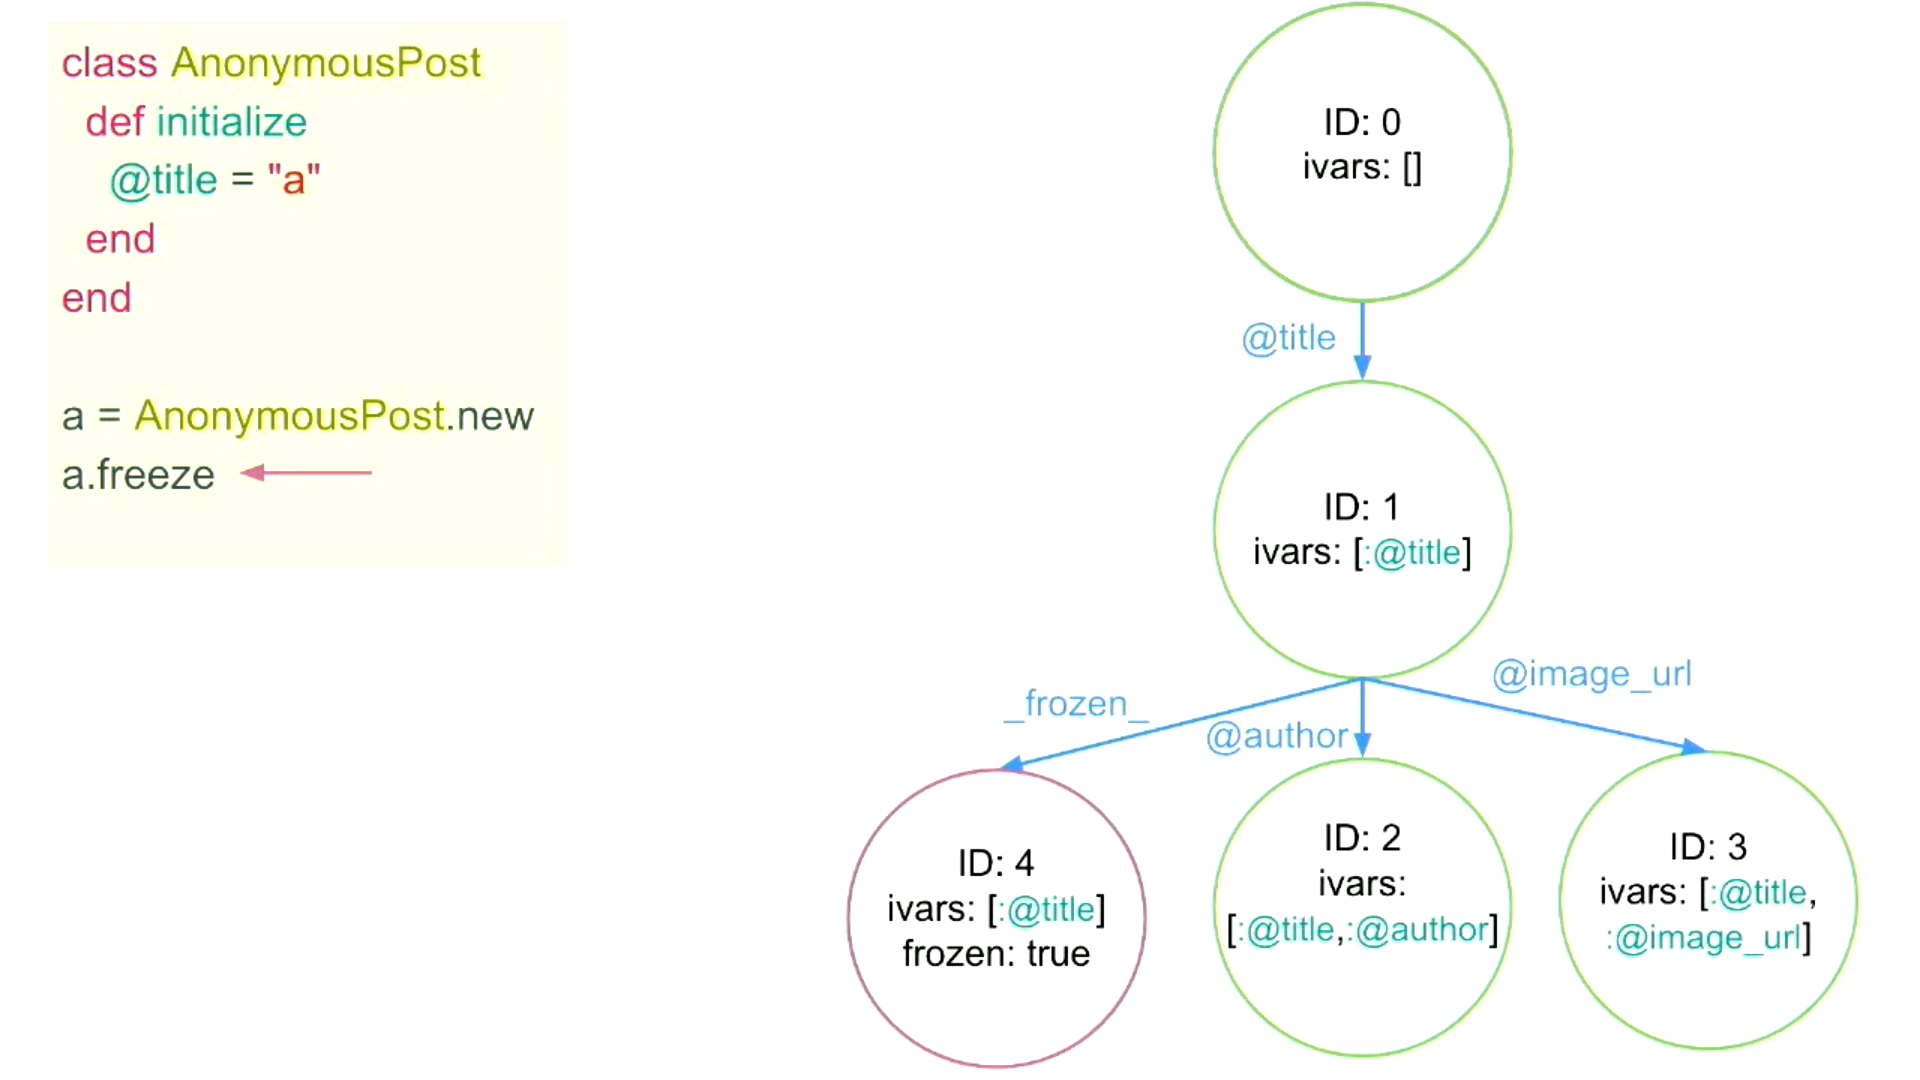 class AnonymousPost
def initialize
@title = "a"
end
end
a = AnonymousPost.new
a.freeze
ID: 0
ivars: []
@title
ID: 1
ivars: [:@title]
_frozen_
@author
@image_url
ID: 4
ivars: [:@title]
frozen: true
ID: 2
ivars:
[:@title,:@author]
ID: 3
ivars: [:@title,
:@image_url]